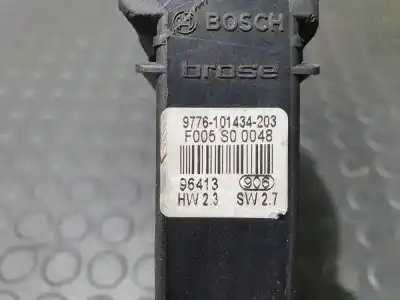 BOSCH
brose
9776-101434-203
F005 S0 0048
96413 906
HW 2.3 SW 2.7